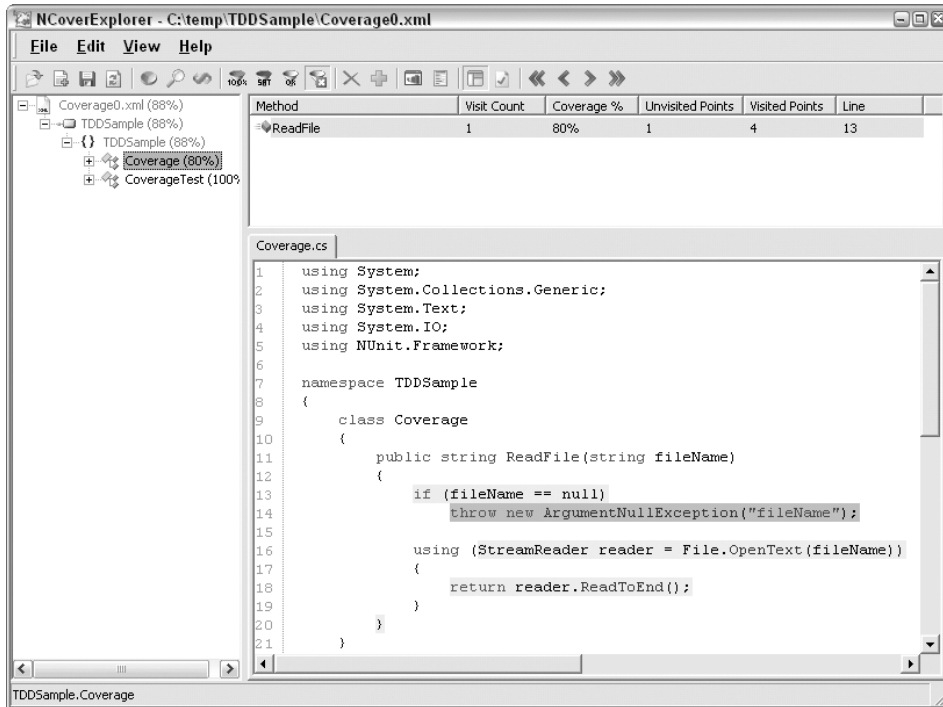 NCoverExplorer - C:\temp\TDDSample\Coverage0.xml
File Edit View Help
100% SRT OK
Coverage0.xml (88%)
TDDSample (88%)
{} TDDSample (88%)
Coverage (80%)
CoverageTest (100%
Method Visit Count Coverage % Unvisited Points Visited Points Line
ReadFile 1 80% 1 4 13
Coverage.cs
1 using System;
2 using System.Collections.Generic;
3 using System.Text;
4 using System.IO;
5 using NUnit.Framework;
6
7 namespace TDDSample
8 {
9 class Coverage
10 {
11 public string ReadFile(string fileName)
12 {
13 if (fileName == null)
14 throw new ArgumentNullException("fileName");
15
16 using (StreamReader reader = File.OpenText(fileName))
17 {
18 return reader.ReadToEnd();
19 }
20 }
21 }
TDDSample.Coverage